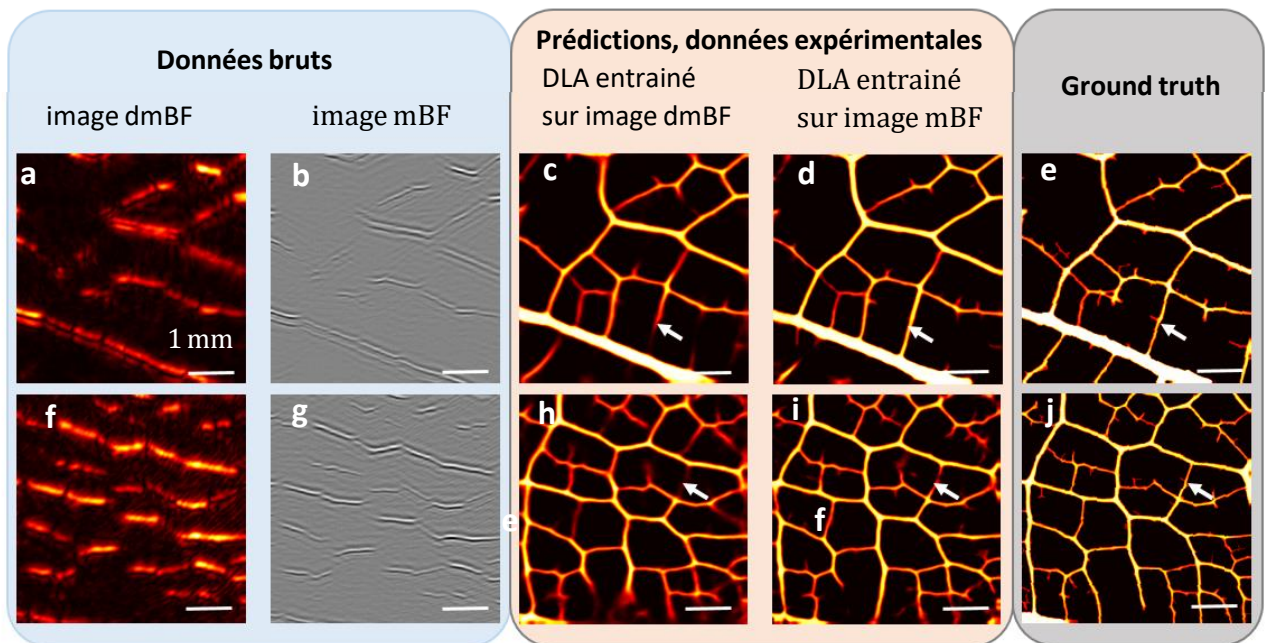 Données bruts
image dmBF
image mBF
Prédictions, données expérimentales
DLA entrainé
sur image dmBF
DLA entrainé
sur image mBF
Ground truth
a
b
c
d
e
1 mm
f
g
h
i
j
e
f